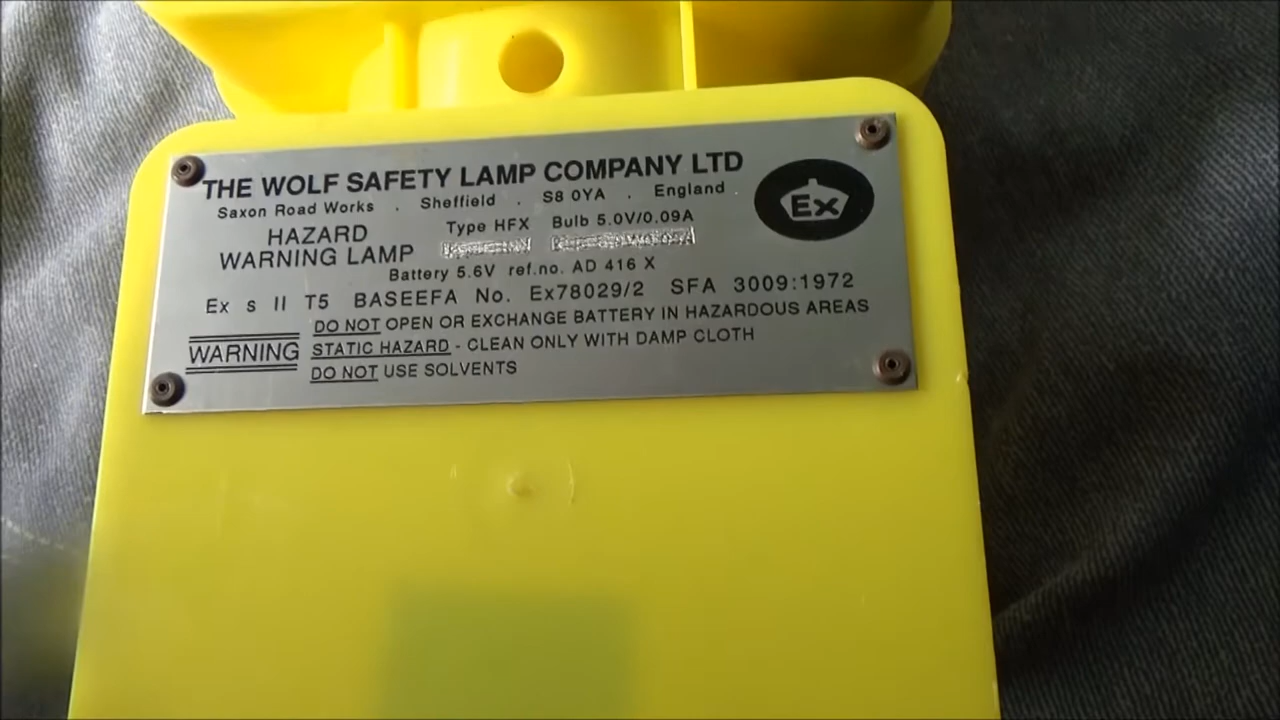 THE WOLF SAFETY LAMP COMPANY LTD
Saxon Road Works . Sheffield . S8 0YA . England .
HAZARD WARNING LAMP
Type HFX Bulb 5.0V/0.09A
Battery 5.6V ref.no. AD 416 X
Ex s II T5 BASEEFA No. Ex78029/2 SFA 3009:1972
WARNING
DO NOT OPEN OR EXCHANGE BATTERY IN HAZARDOUS AREAS
STATIC HAZARD - CLEAN ONLY WITH DAMP CLOTH
DO NOT USE SOLVENTS
Ex